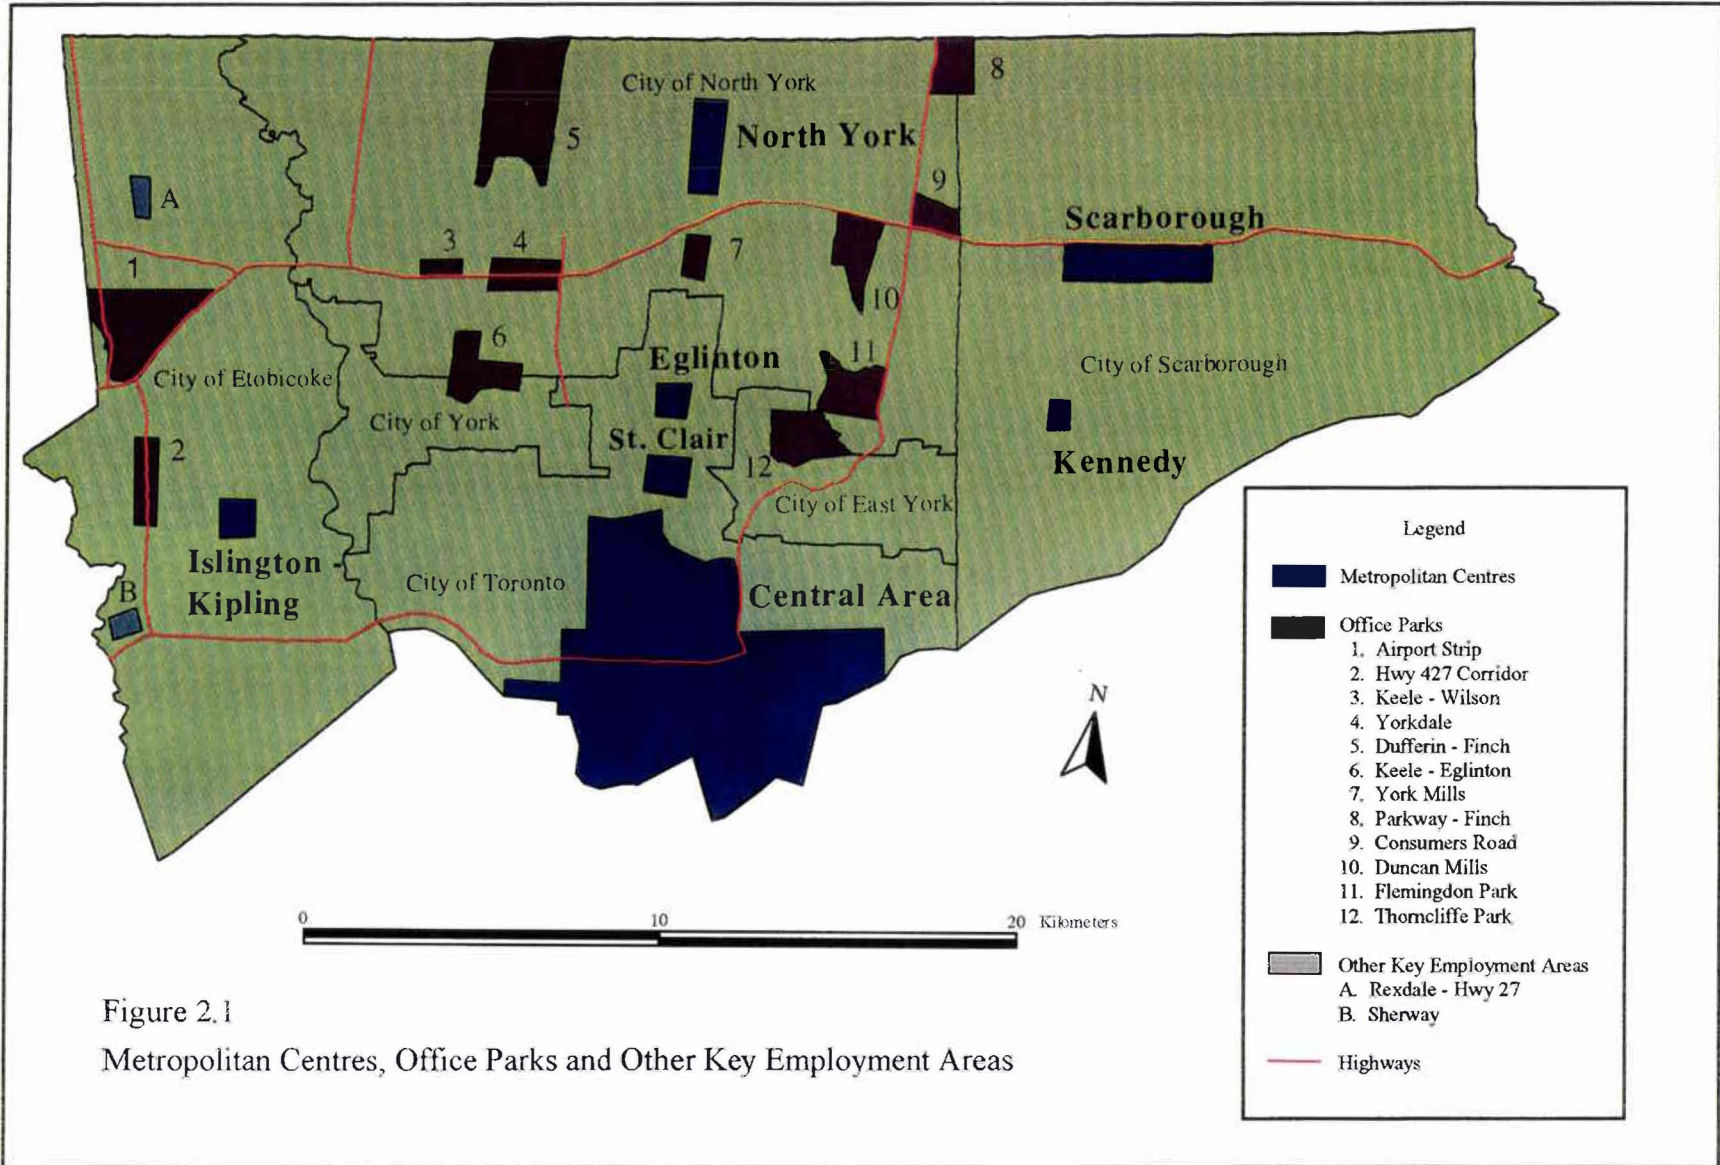 City of North York
8
5
North York
9
A
Scarborough
3
4
7
1
10
6
Eglinton
11
City of Scarborough
City of Etobicoke
City of York
St. Clair
2
12
Kennedy
City of East York
Islington -
Kipling
B
City of Toronto
Central Area
N
0
10
20
Kilometers
Legend
Metropolitan Centres
Office Parks
1. Airport Strip
2. Hwy 427 Corridor
3. Keele - Wilson
4. Yorkdale
5. Dufferin - Finch
6. Keele - Eglinton
7. York Mills
8. Parkway - Finch
9. Consumers Road
10. Duncan Mills
11. Flemingdon Park
12. Thorncliffe Park
Other Key Employment Areas
A. Rexdale - Hwy 27
B. Sherway
Highways
Figure 2.1
Metropolitan Centres, Office Parks and Other Key Employment Areas